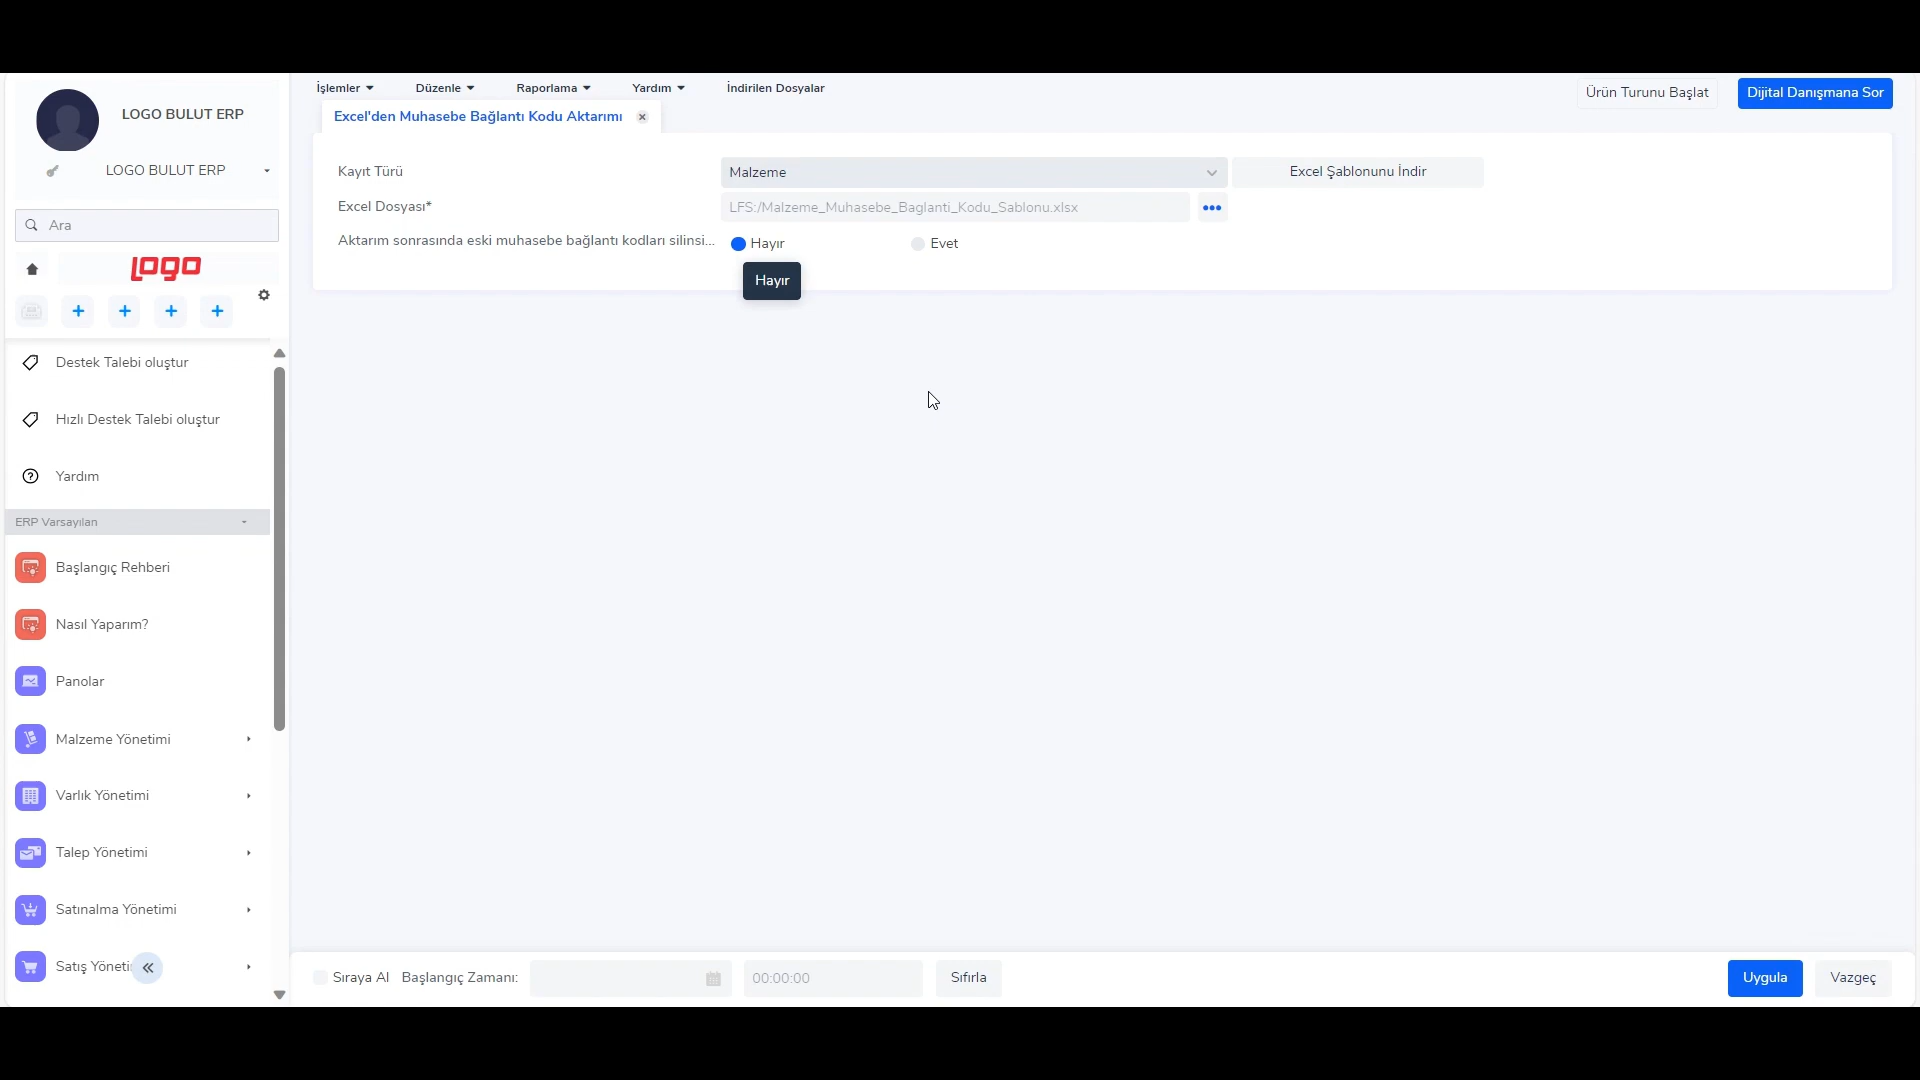 İşlemler Düzenle Raporlama Yardım İndirilen Dosyalar
Ürün Turunu Başlat Dijital Danışmana Sor
LOGO BULUT ERP
LOGO BULUT ERP
Ara
logo
Destek Talebi oluştur
Hızlı Destek Talebi oluştur
Yardım
ERP Varsayılan
Başlangıç Rehberi
Nasıl Yaparım?
Panolar
Malzeme Yönetimi
Varlık Yönetimi
Talep Yönetimi
Satınalma Yönetimi
Satış Yöneti
Excel'den Muhasebe Bağlantı Kodu Aktarımı
Kayıt Türü Malzeme Excel Şablonunu İndir
Excel Dosyası* LFS:/Malzeme_Muhasebe_Baglanti_Kodu_Sablonu.xlsx
Aktarım sonrasında eski muhasebe bağlantı kodları silinsi... Hayır Evet
Hayır
Sıraya Al Başlangıç Zamanı: 00:00:00 Sıfırla Uygula Vazgeç